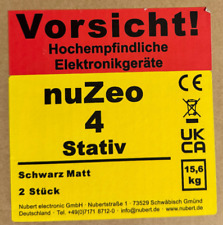 Vorsicht!
Hochempfindliche
Elektronikgeräte
nuZeo
4
Stativ
CE
UK
CA
Schwarz Matt
2 Stück
15,6
kg
Nubert electronic GmbH · Nubertstraße 1 · 73529 Schwäbisch Gmünd
Deutschland · Tel. +49(0)7171 8712-0 · info@nubert.de · www.nubert.de